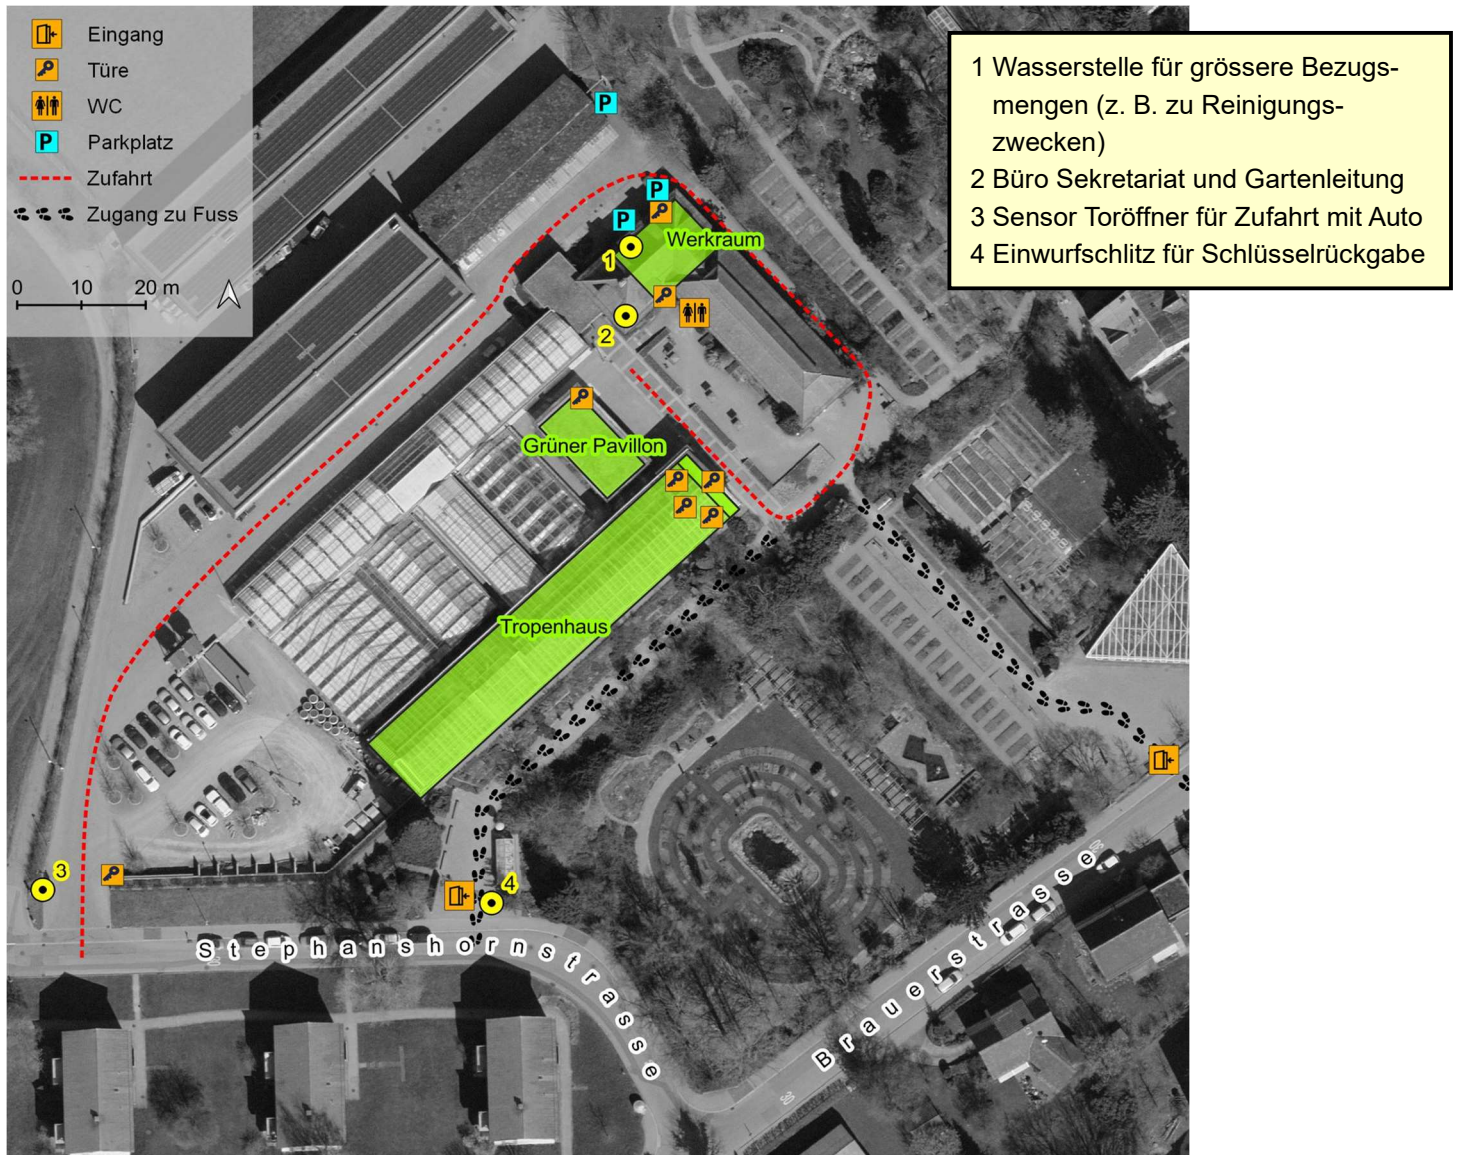 Eingang
Türe
WC
P Parkplatz
Zufahrt
Zugang zu Fuss
0 10 20 m
1 Wasserstelle für grössere Bezugs-
mengen (z. B. zu Reinigungs-
zwecken)
2 Büro Sekretariat und Gartenleitung
3 Sensor Toröffner für Zufahrt mit Auto
4 Einwurfschlitz für Schlüsselrückgabe
P
P
P
Werkraum
1
2
Grüner Pavillon
Tropenhaus
3
4
Stephanshornstrasse
Brauerstrasse